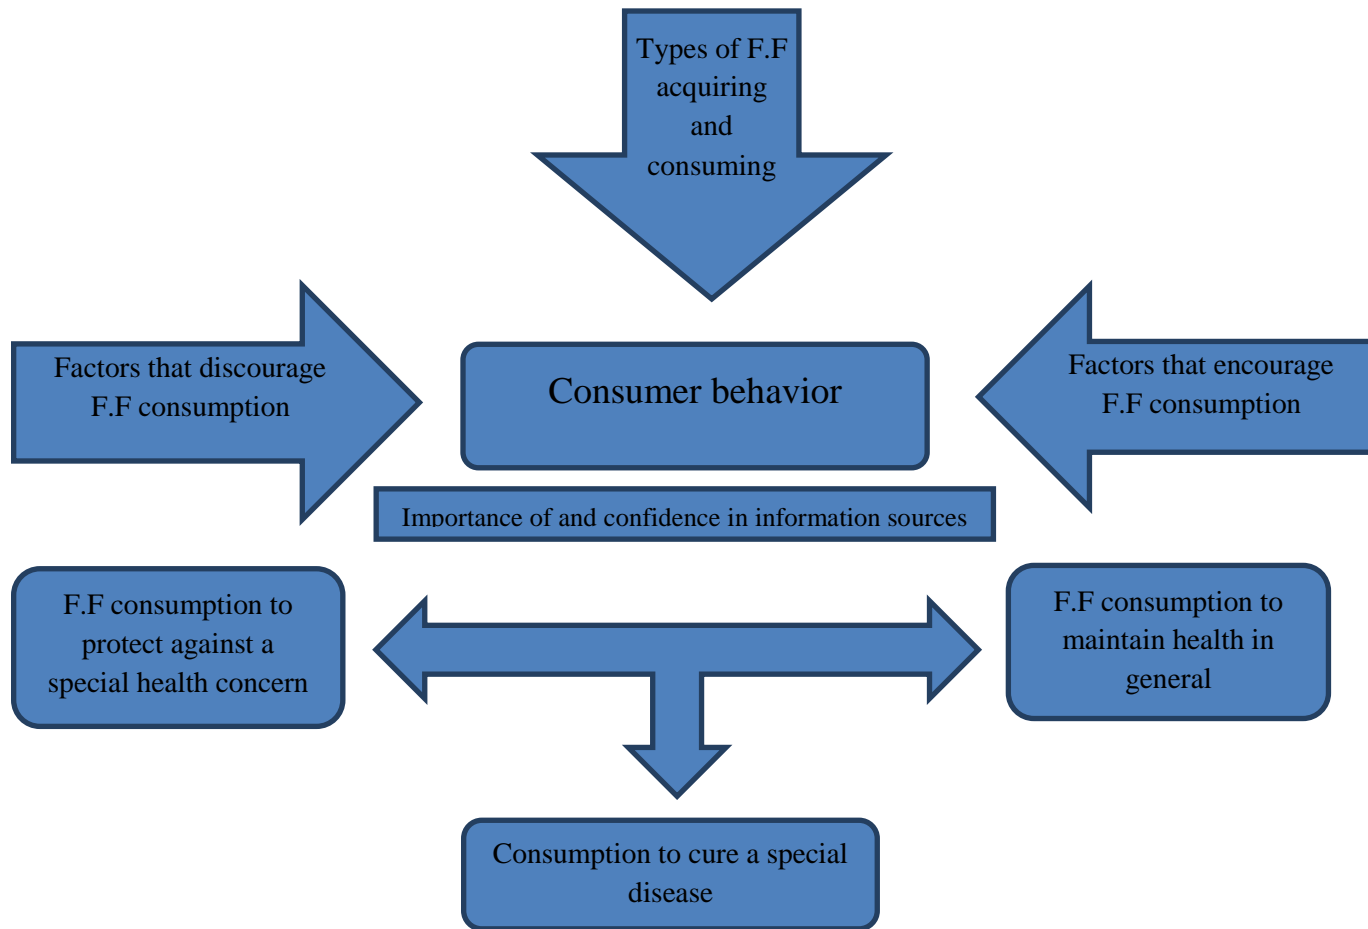 Types of F.F
acquiring
and
consuming
Factors that discourage
F.F consumption
Consumer behavior
Factors that encourage
F.F consumption
Importance of and confidence in information sources
F.F consumption to
protect against a
special health concern
F.F consumption to
maintain health in
general
Consumption to cure a special
disease